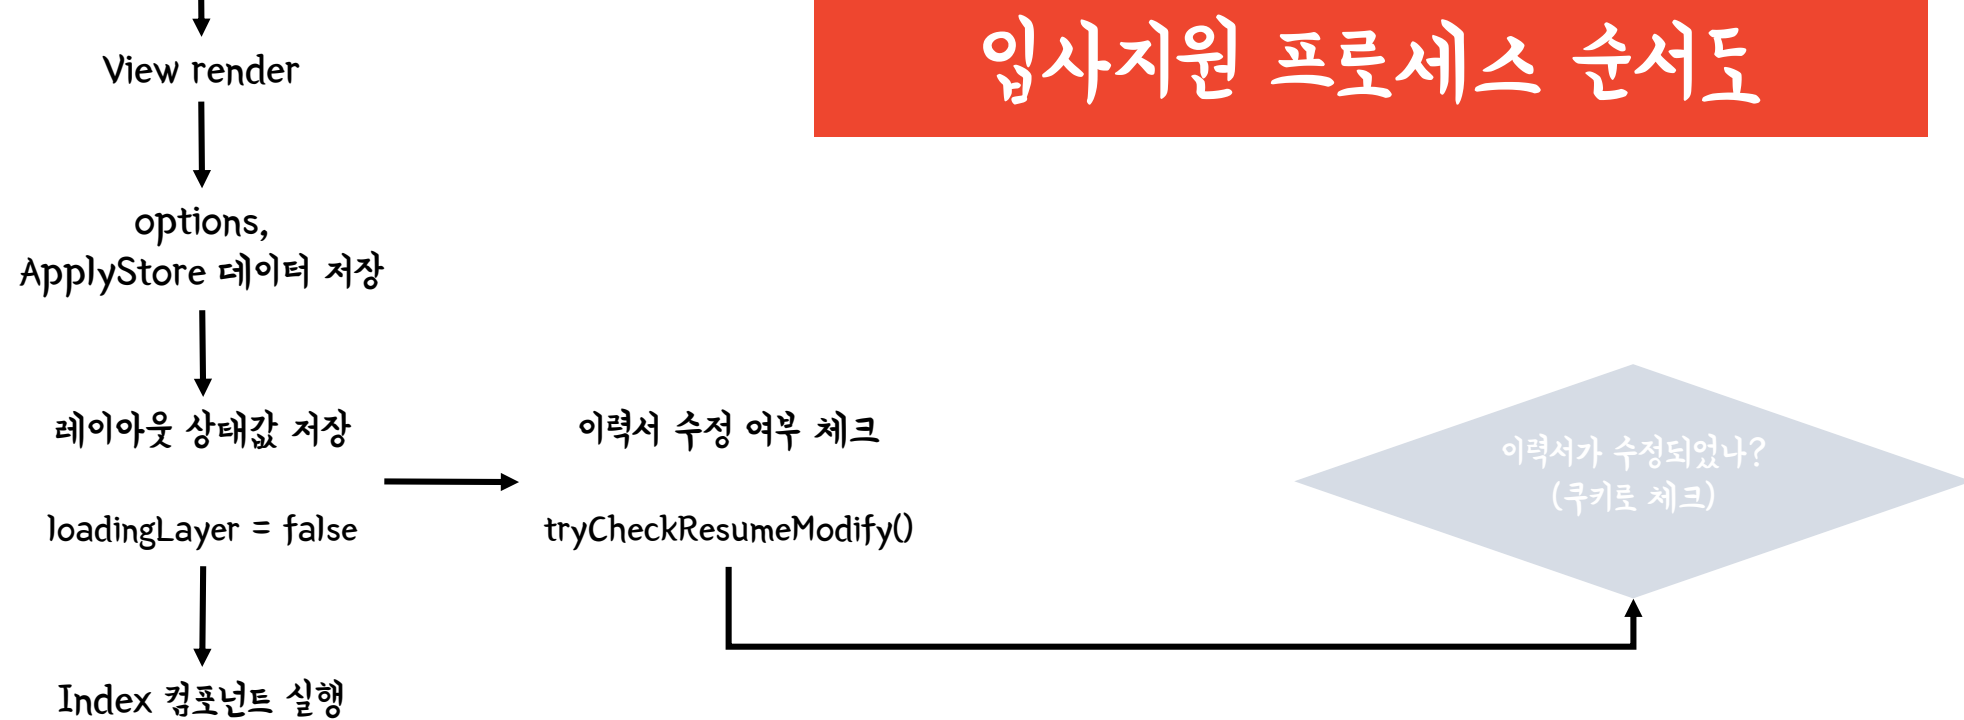 입사지원 프로세스 순서도
View render
options,
ApplyStore 데이터 저장
레이아웃 상태값 저장
loadingLayer = false
이력서 수정 여부 체크
tryCheckResumeModify()
이력서가 수정되었나?
(쿠키로 체크)
Index 컴포넌트 실행